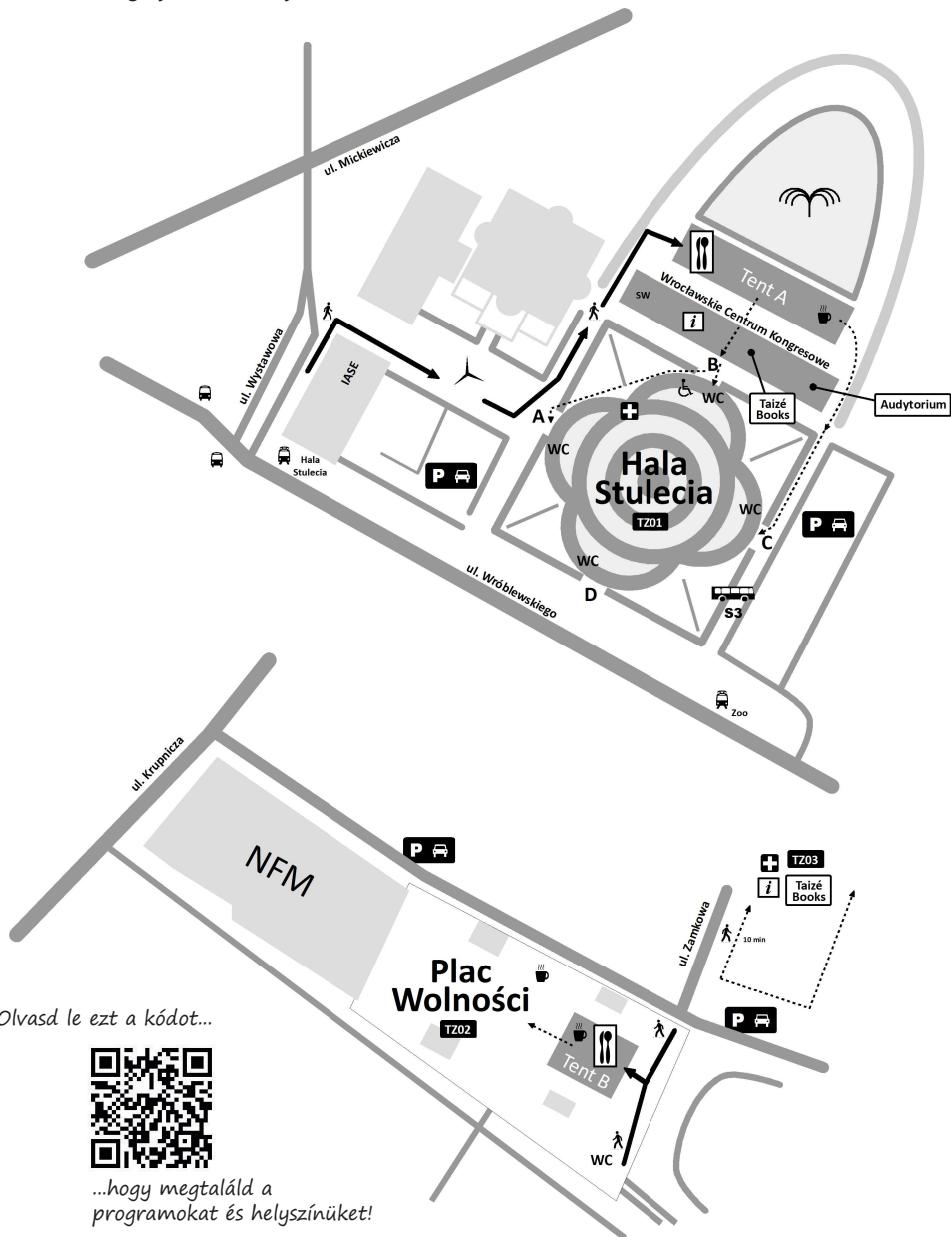 ul. Mickiewicza
Tent A
Wrocławskie Centrum Kongresowe
SW
i
ul. Wystawowa
IASE
B
WC
A
Taizé
Books
Audytorium
WC
Hala
Stulecia
P
Hala
Stulecia
TZ01
WC
P
C
WC
D
ul. Wróblewskiego
S3
Zoo
ul. Krupnicza
NFM
P
TZ03
i
Taizé
Books
ul. Zamkowa
10 min
Plac
Wolności
TZ02
P
Tent B
WC
Olvasd le ezt a kódot...
...hogy megtaláld a
programokat és helyszínüket!